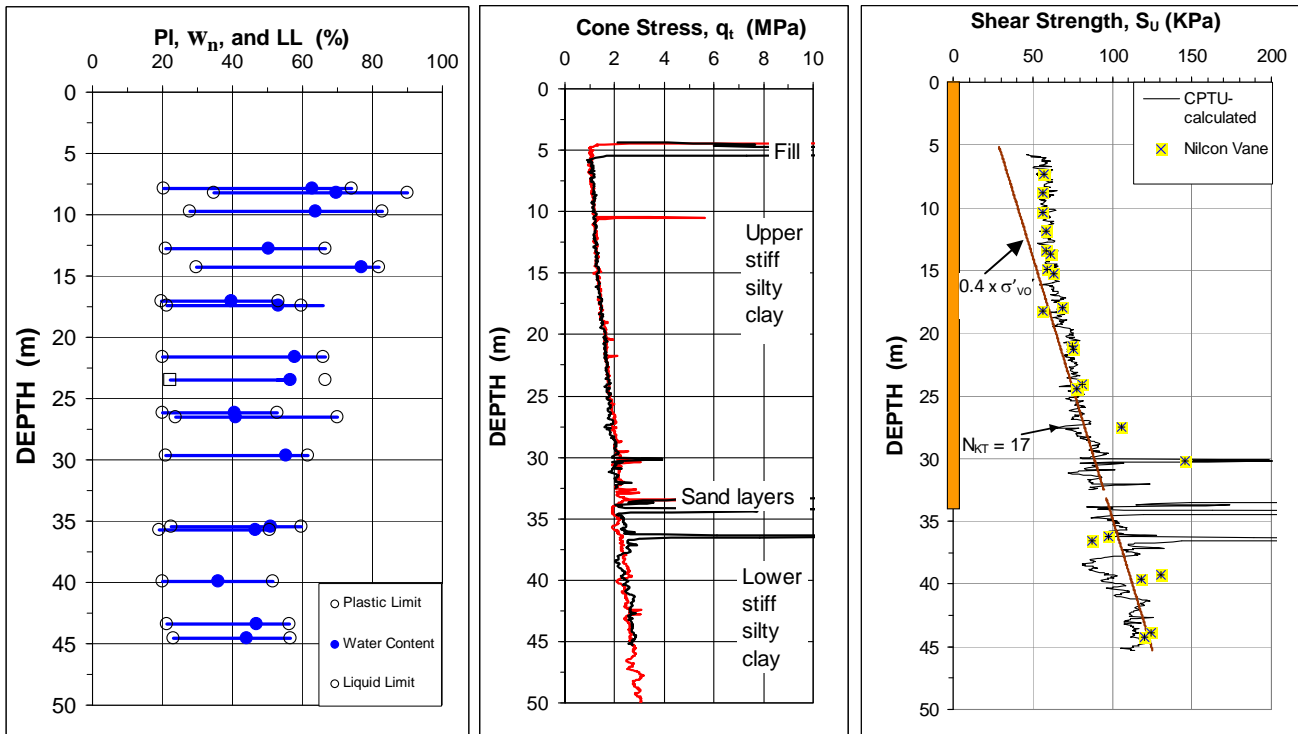 PI, wn, and LL (%)
0 20 40 60 80 100
0
5
10
15
20
25
30
35
40
45
50
DEPTH (m)
Plastic Limit
Water Content
Liquid Limit
Cone Stress, qt (MPa)
0 2 4 6 8 10
0
5
10
15
20
25
30
35
40
45
50
DEPTH (m)
Fill
Upper
stiff
silty
clay
Sand layers
Lower
stiff
silty
clay
Shear Strength, SU (KPa)
0 50 100 150 200
0
5
10
15
20
25
30
35
40
45
50
DEPTH (m)
CPTU-
calculated
Nilcon Vane
0.4 x σ'vo'
NKT = 17